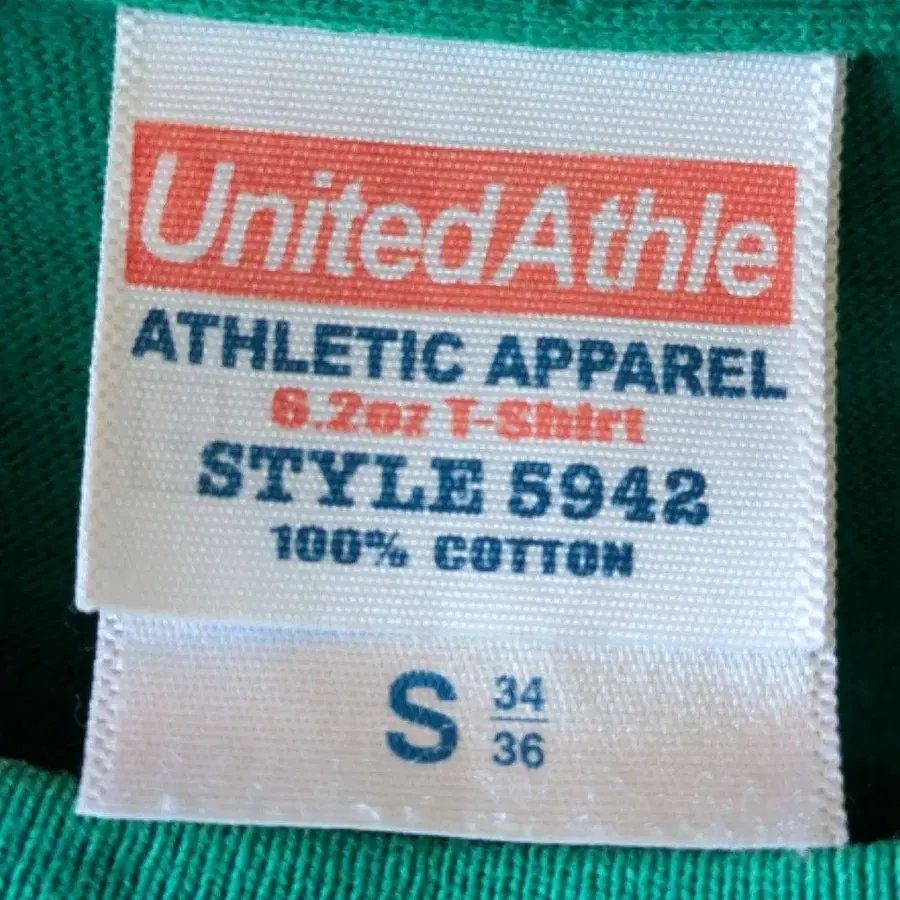 UnitedAthle
ATHLETIC APPAREL
6.2oz T-Shirt
STYLE 5942
100% COTTON
S 34
36